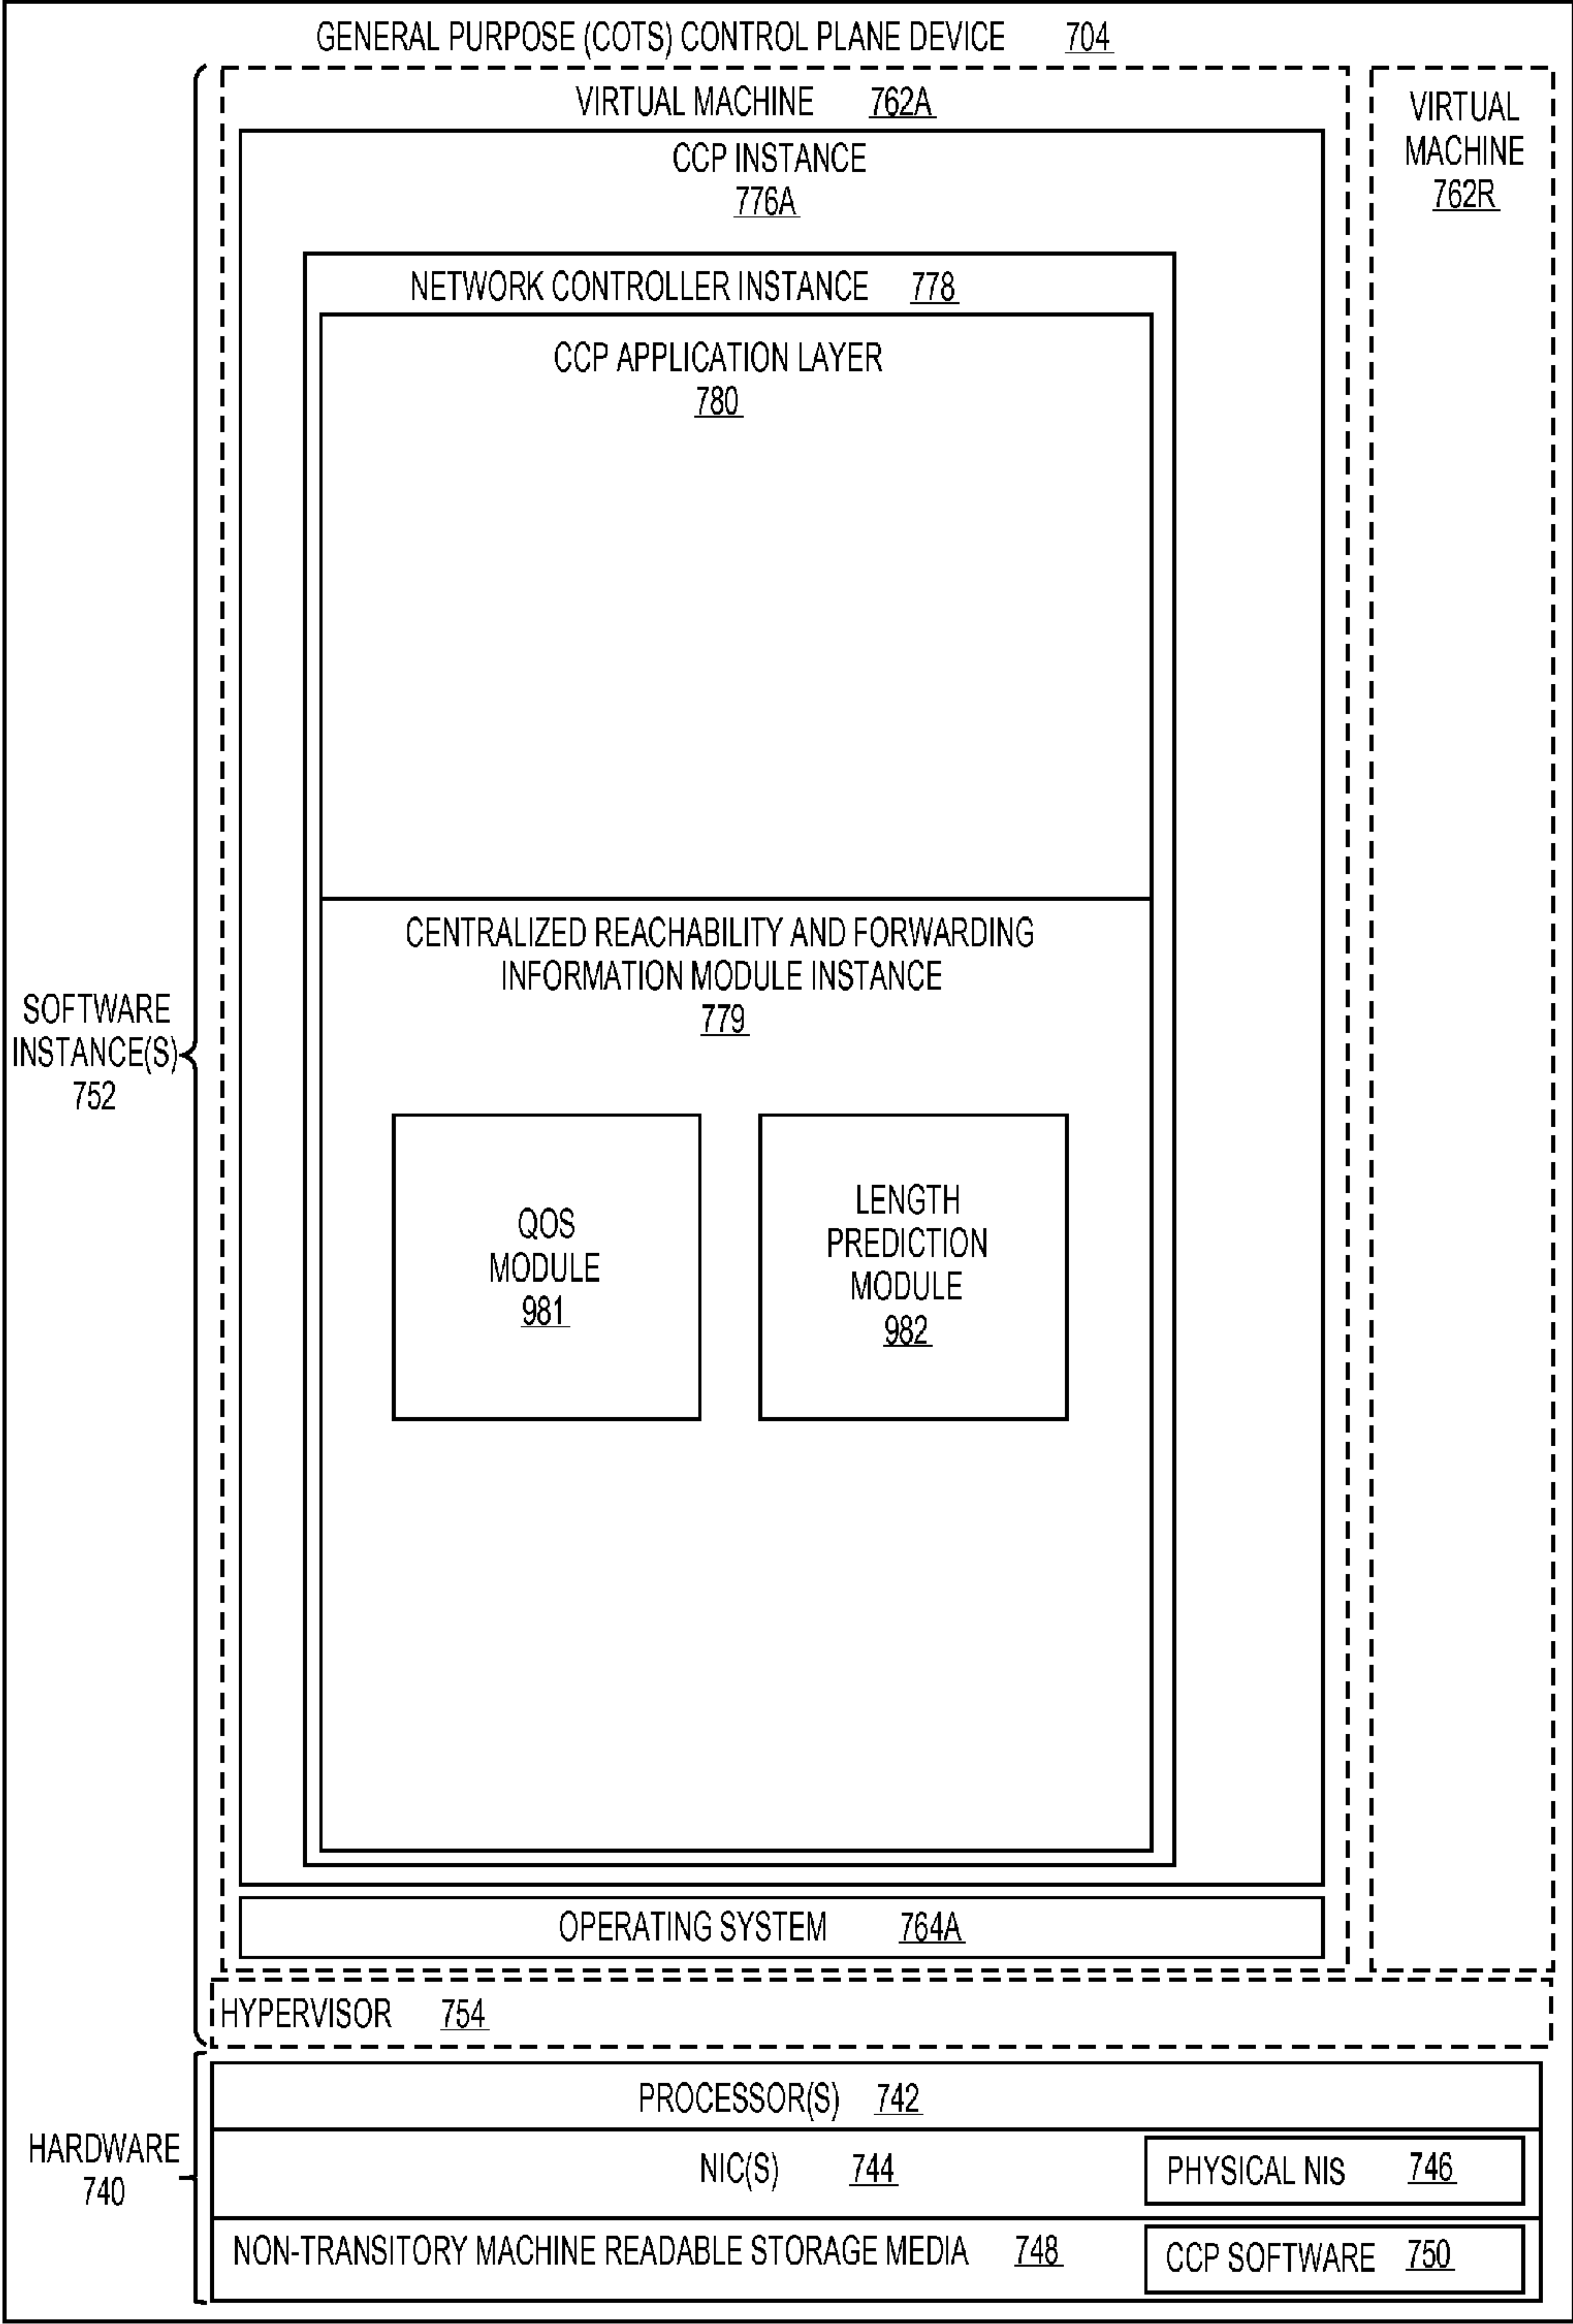 GENERAL PURPOSE (COTS) CONTROL PLANE DEVICE 704
VIRTUAL MACHINE 762A
VIRTUAL
MACHINE
762R
CCP INSTANCE
776A
NETWORK CONTROLLER INSTANCE 778
CCP APPLICATION LAYER
780
CENTRALIZED REACHABILITY AND FORWARDING
INFORMATION MODULE INSTANCE
779
SOFTWARE
INSTANCE(S)
752
QOS
MODULE
981
LENGTH
PREDICTION
MODULE
982
OPERATING SYSTEM 764A
HYPERVISOR 754
HARDWARE
740
PROCESSOR(S) 742
NIC(S) 744
PHYSICAL NIS 746
NON-TRANSITORY MACHINE READABLE STORAGE MEDIA 748
CCP SOFTWARE 750